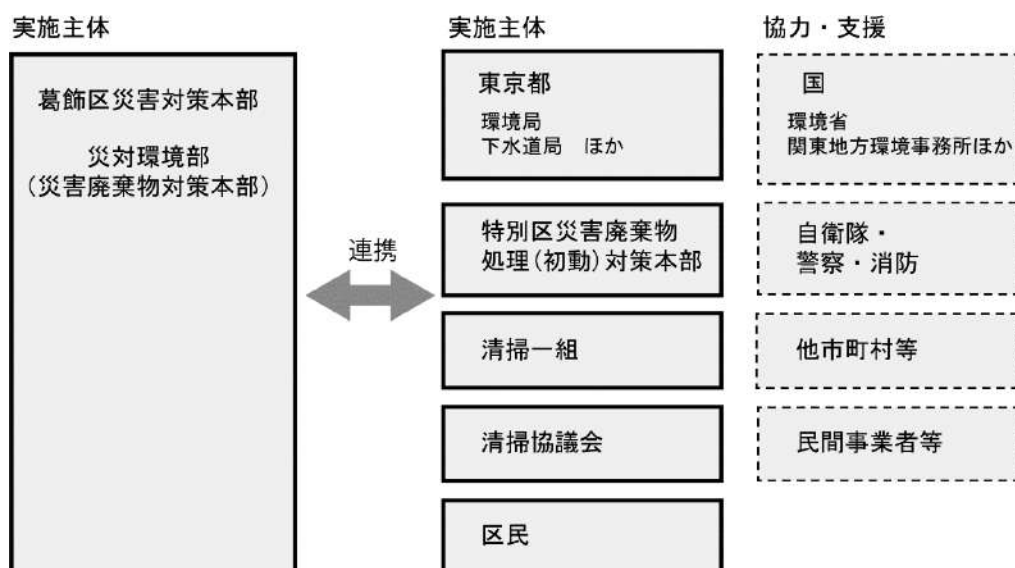 実施主体
葛飾区災害対策本部
災対環境部
（災害廃棄物対策本部）
連携
実施主体
東京都
環境局
下水道局　ほか
特別区災害廃棄物
処理（初動）対策本部
清掃一組
清掃協議会
区民
協力・支援
国
環境省
関東地方環境事務所ほか
自衛隊・
警察・消防
他市町村等
民間事業者等